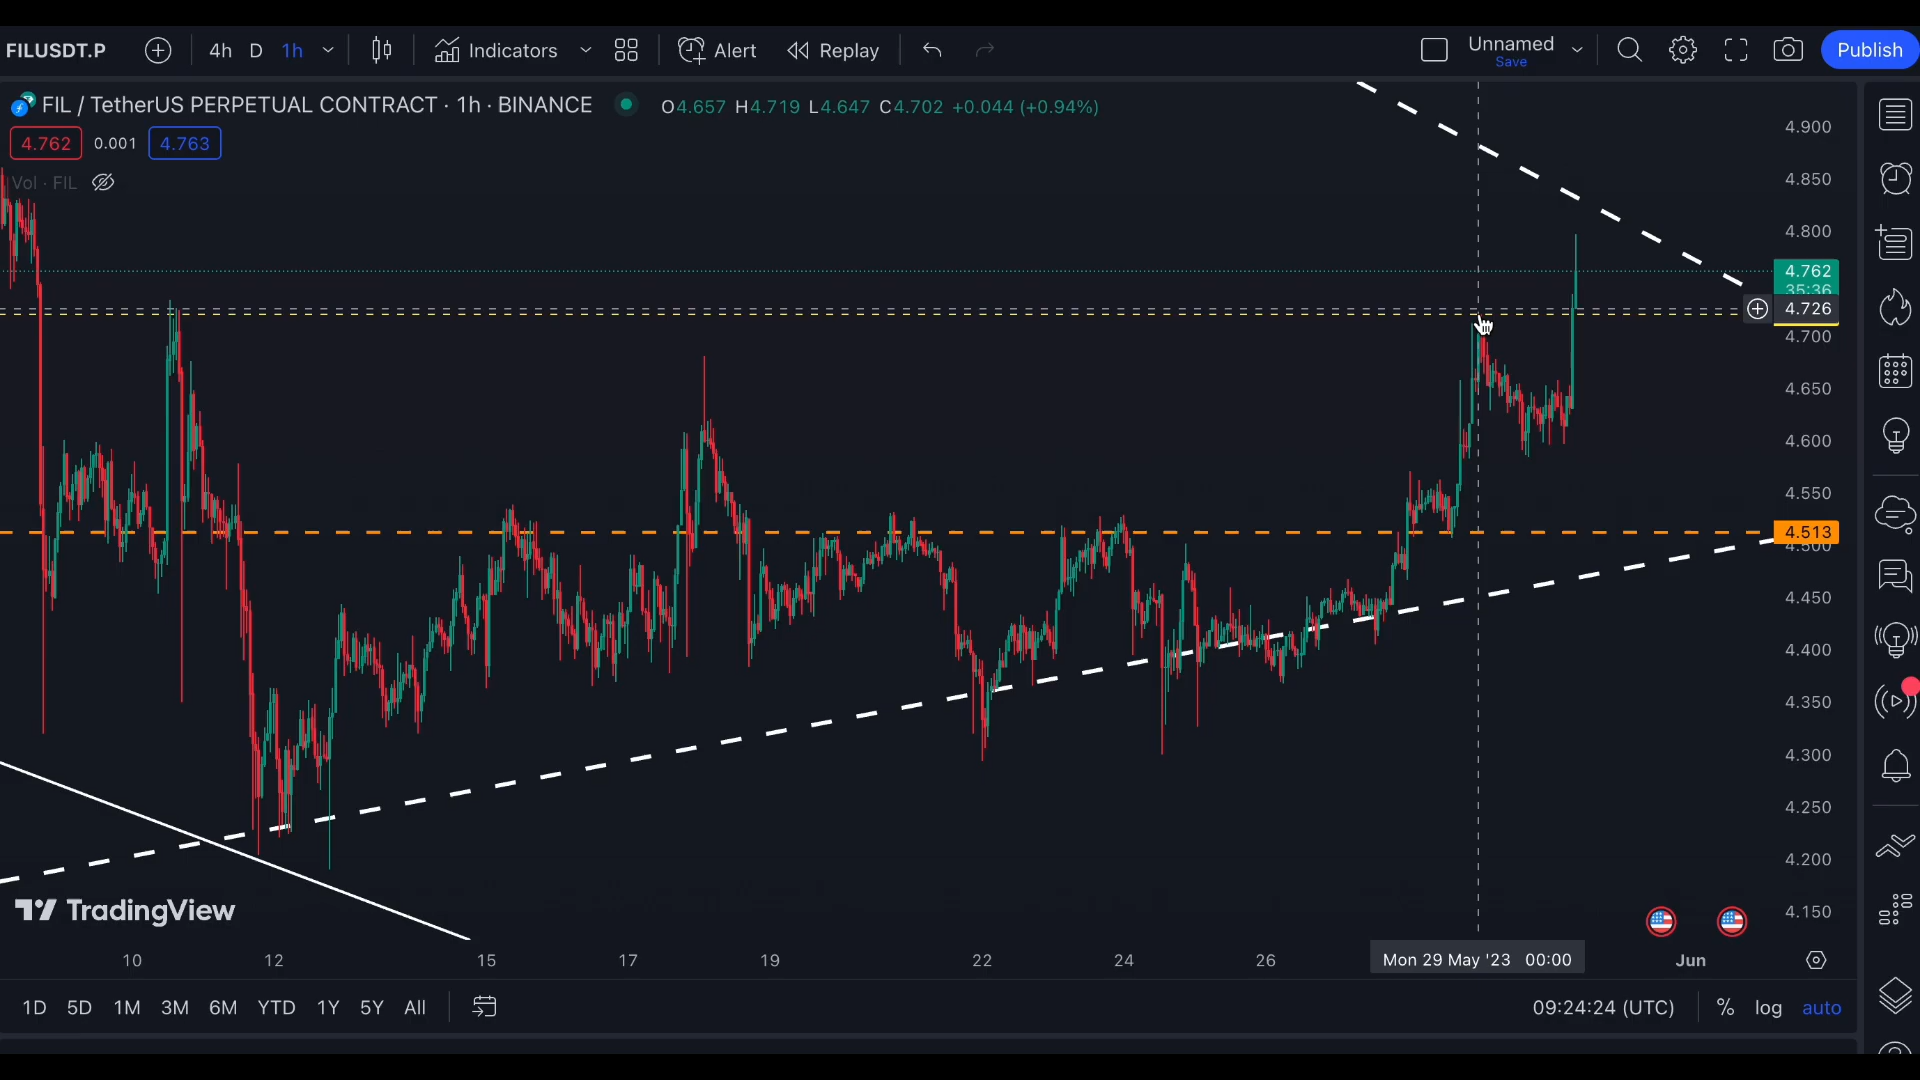 FILUSDT.P 4h D 1h Indicators Alert Replay Unnamed Save Publish
FIL / TetherUS PERPETUAL CONTRACT · 1h · BINANCE O4.657 H4.719 L4.647 C4.702 +0.044 (+0.94%)
4.762 0.001 4.763
Vol · FIL
4.900
4.850
4.800
4.762
35:36
4.726
4.700
4.650
4.600
4.550
4.513
4.500
4.450
4.400
4.350
4.300
4.250
4.200
4.150
TradingView
10 12 15 17 19 22 24 26 Mon 29 May '23 00:00 Jun
1D 5D 1M 3M 6M YTD 1Y 5Y All 09:24:24 (UTC) % log auto